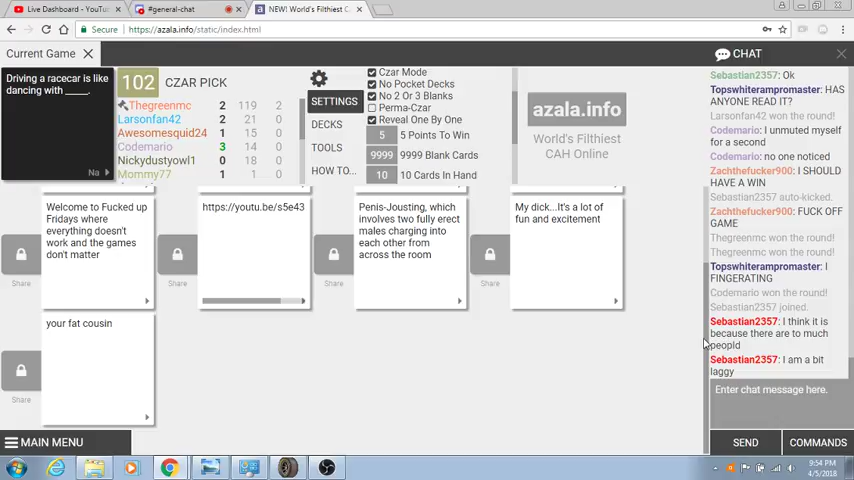 Live Dashboard - YouTube
#general-chat
NEW! World's Filthiest C
Secure
https://azala.info/static/index.html
Current Game
CHAT
Driving a racecar is like
dancing with _____.
Na
102 CZAR PICK
Thegreenmc 2 119 2
Larsonfan42 2 21 0
Awesomesquid24 1 15 0
Codemario 3 14 0
Nickydustyowl1 0 18 0
Mommy77 1 1 0
SETTINGS
DECKS
TOOLS
HOW TO...
Czar Mode
No Pocket Decks
No 2 Or 3 Blanks
Perma-Czar
Reveal One By One
5 5 Points To Win
9999 9999 Blank Cards
10 10 Cards In Hand
azala.info
World's Filthiest
CAH Online
Welcome to Fucked up
Fridays where
everything doesn't
work and the games
don't matter
Share
https://youtu.be/s5e43
Share
Penis-Jousting, which
involves two fully erect
males charging into
each other from
across the room
Share
My dick...It's a lot of
fun and excitement
Share
your fat cousin
Share
Sebastian2357: Ok
Topswhiterampromaster: HAS
ANYONE READ IT?
Larsonfan42 won the round!
Codemario: I unmuted myself
for a second
Codemario: no one noticed
Zachthefucker900: I SHOULD
HAVE A WIN
Sebastian2357 auto-kicked.
Zachthefucker900: FUCK OFF
GAME
Thegreenmc won the round!
Thegreenmc won the round!
Topswhiterampromaster: I
FINGERATING
Codemario won the round!
Sebastian2357 joined.
Sebastian2357: I think it is
because there are to much
peopld
Sebastian2357: I am a bit
laggy
Enter chat message here.
SEND
COMMANDS
MAIN MENU
9:54 PM
4/5/2018